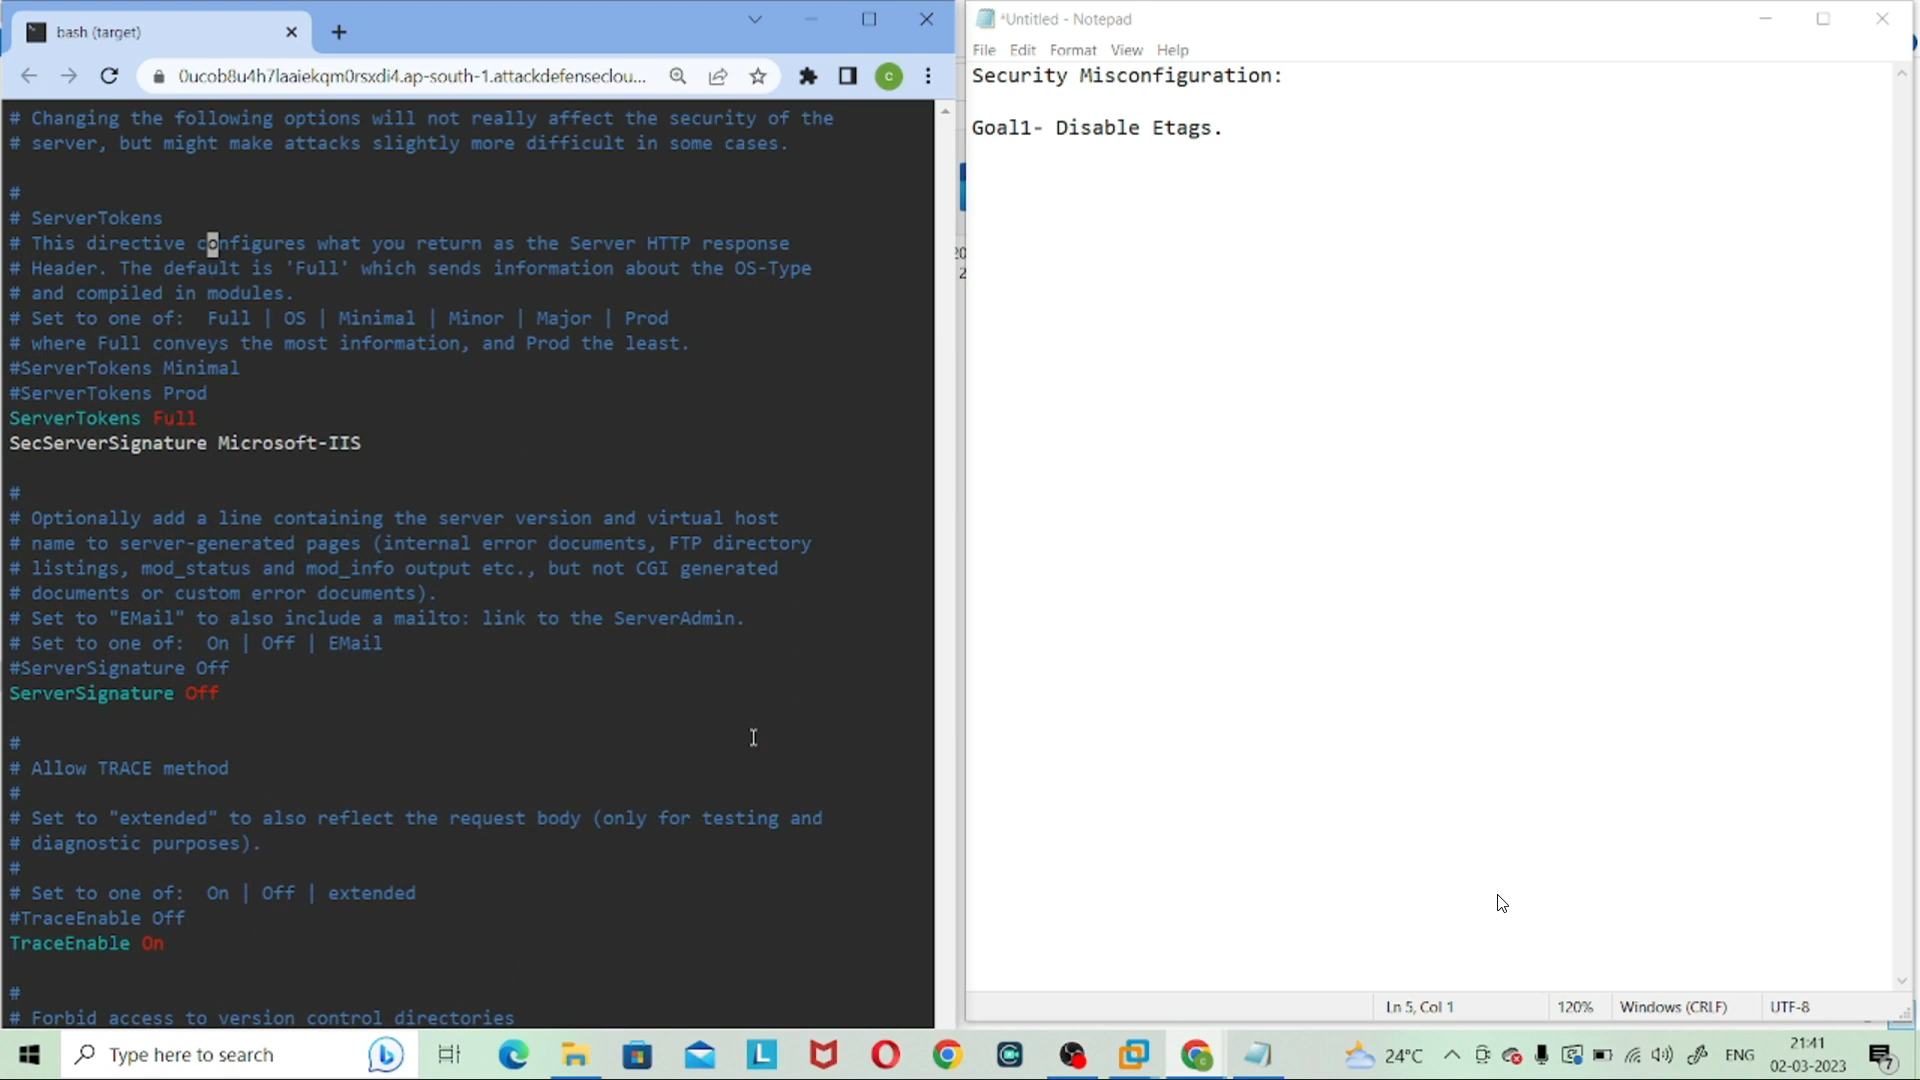 bash (target)
0ucob8u4h7laaiekqm0rsxdi4.ap-south-1.attackdefenseclou...
c
# Changing the following options will not really affect the security of the
# server, but might make attacks slightly more difficult in some cases.
#
# ServerTokens
# This directive configures what you return as the Server HTTP response
# Header. The default is 'Full' which sends information about the OS-Type
# and compiled in modules.
# Set to one of:  Full | OS | Minimal | Minor | Major | Prod
# where Full conveys the most information, and Prod the least.
#ServerTokens Minimal
#ServerTokens Prod
ServerTokens Full
SecServerSignature Microsoft-IIS
#
# Optionally add a line containing the server version and virtual host
# name to server-generated pages (internal error documents, FTP directory
# listings, mod_status and mod_info output etc., but not CGI generated
# documents or custom error documents).
# Set to "EMail" to also include a mailto: link to the ServerAdmin.
# Set to one of:  On | Off | EMail
#ServerSignature Off
ServerSignature Off
#
# Allow TRACE method
#
# Set to "extended" to also reflect the request body (only for testing and
# diagnostic purposes).
#
# Set to one of:  On | Off | extended
#TraceEnable Off
TraceEnable On
#
# Forbid access to version control directories
20
2
*Untitled - Notepad
File Edit Format View Help
Security Misconfiguration:
Goal1- Disable Etags.
Ln 5, Col 1
120%
Windows (CRLF)
UTF-8
Type here to search
L
24°C
ENG
21:41
02-03-2023
7